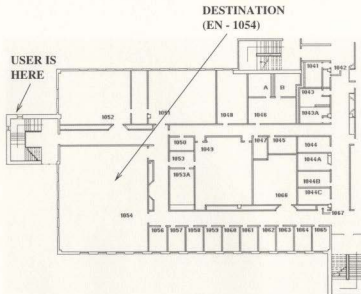 DESTINATION
(EN - 1054)
USER IS
HERE
1041
1042
A
B
1043
1052
1051
1048
1046
1043A
1050
1049
1047
1045
1044
1053
1044A
1053A
1044B
1066
1044C
1054
1067
1056
1057
1058
1059
1060
1061
1062
1063
1064
1065